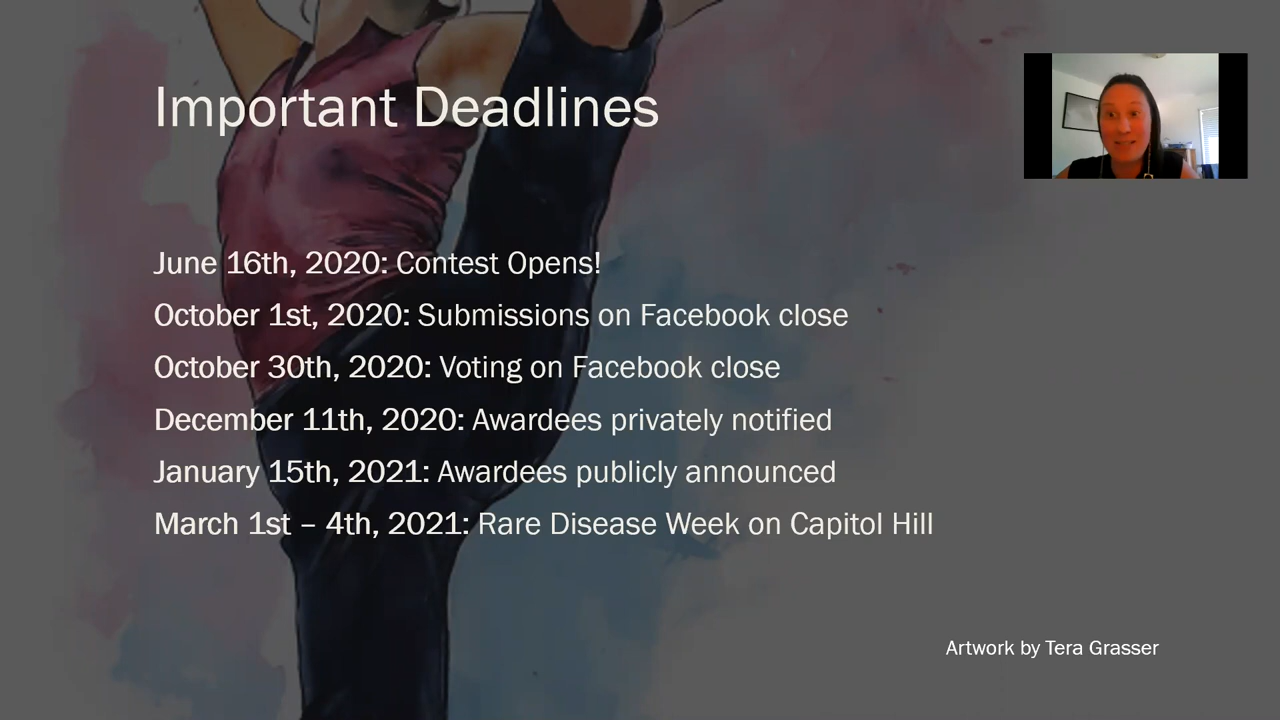 Important Deadlines
June 16th, 2020: Contest Opens!
October 1st, 2020: Submissions on Facebook close
October 30th, 2020: Voting on Facebook close
December 11th, 2020: Awardees privately notified
January 15th, 2021: Awardees publicly announced
March 1st – 4th, 2021: Rare Disease Week on Capitol Hill
Artwork by Tera Grasser